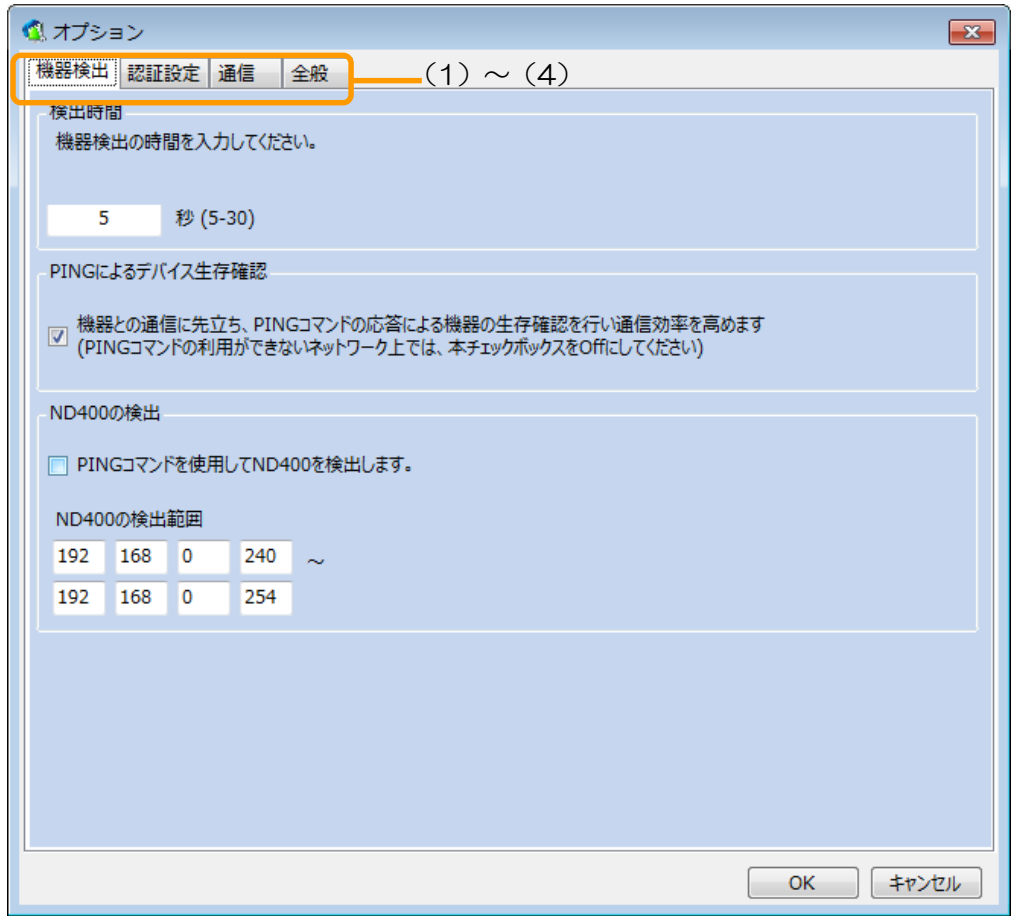 オプション
機器検出 認証設定 通信 全般 (1)～(4)
検出時間
機器検出の時間を入力してください。
5 秒 (5-30)
PINGによるデバイス生存確認
機器との通信に先立ち、PINGコマンドの応答による機器の生存確認を行い通信効率を高めます
(PINGコマンドの利用ができないネットワーク上では、本チェックボックスをOffにしてください)
ND400の検出
PINGコマンドを使用してND400を検出します。
ND400の検出範囲
192 168 0 240 ～
192 168 0 254
OK キャンセル